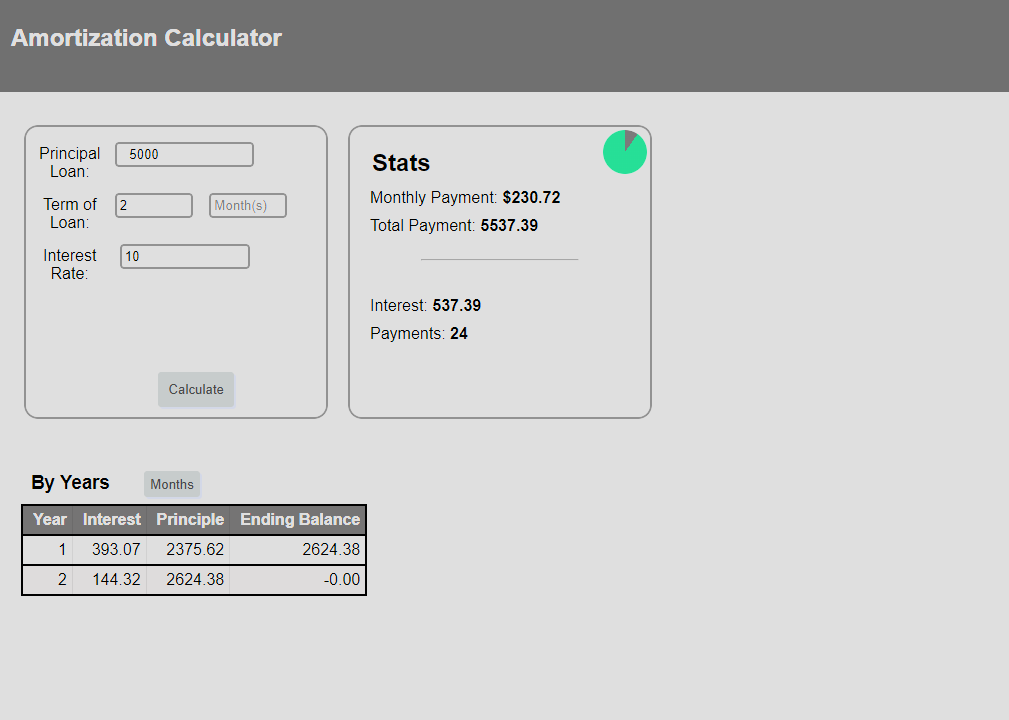 Amortization Calculator
Principal
Loan:
5000
Term of
Loan:
2
Month(s)
Interest
Rate:
10
Calculate
Stats
Monthly Payment: $230.72
Total Payment: 5537.39
Interest: 537.39
Payments: 24
By Years
Months
Year Interest Principle Ending Balance
1 393.07 2375.62 2624.38
2 144.32 2624.38 -0.00